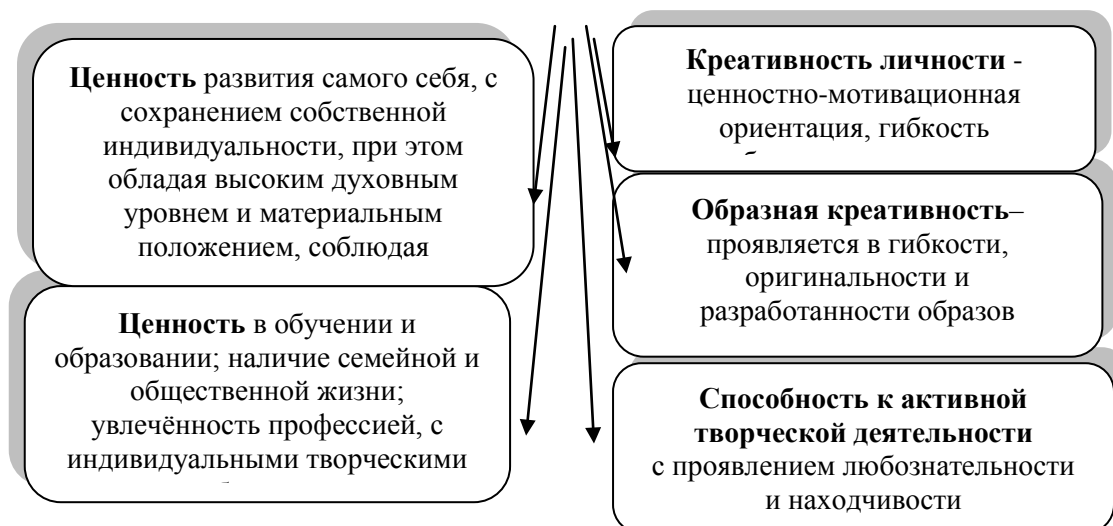 Ценность развития самого себя, с
сохранением собственной
индивидуальности, при этом
обладая высоким духовным
уровнем и материальным
положением, соблюдая
Ценность в обучении и
образовании; наличие семейной и
общественной жизни;
увлечённость профессией, с
индивидуальными творческими
Креативность личности -
ценностно-мотивационная
ориентация, гибкость
Образная креативность–
проявляется в гибкости,
оригинальности и
разработанности образов
Способность к активной
творческой деятельности
с проявлением любознательности
и находчивости